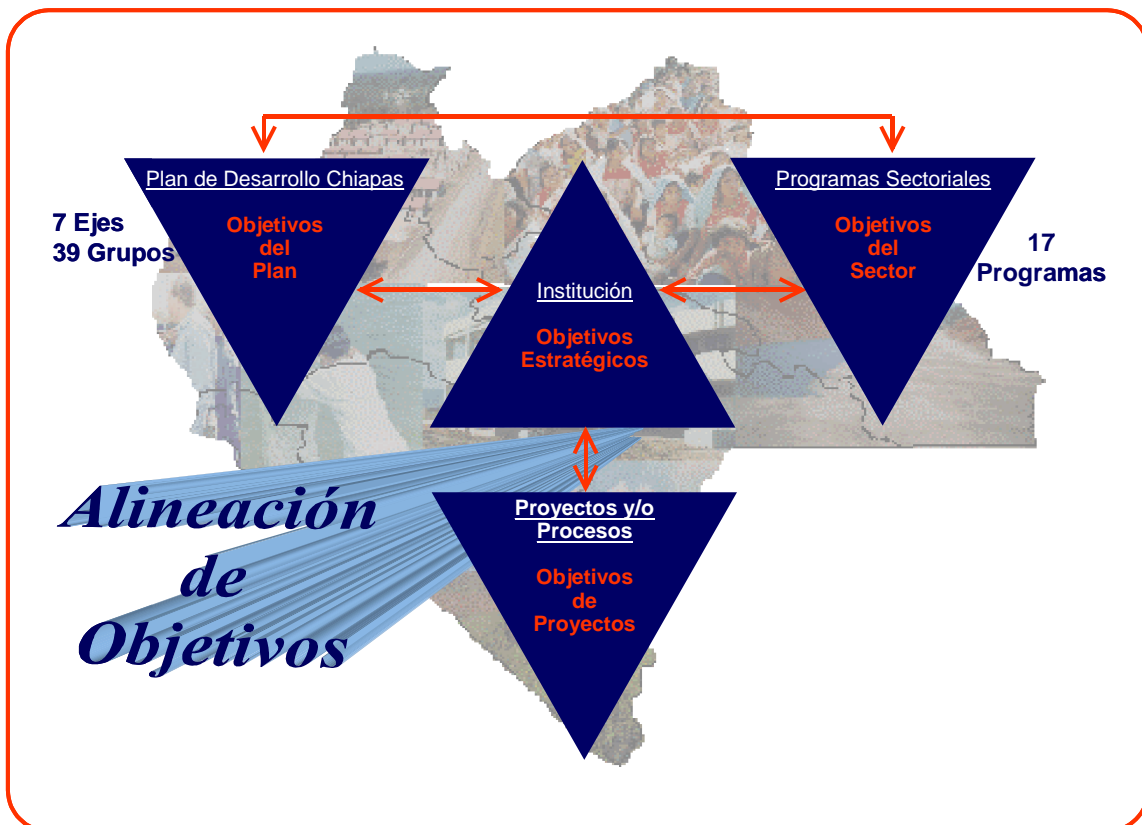 Plan de Desarrollo Chiapas
Objetivos
del
Plan
7 Ejes
39 Grupos
Institución
Objetivos
Estratégicos
Programas Sectoriales
Objetivos
del
Sector
17
Programas
Proyectos y/o
Procesos
Objetivos
de
Proyectos
Alineación
de
Objetivos